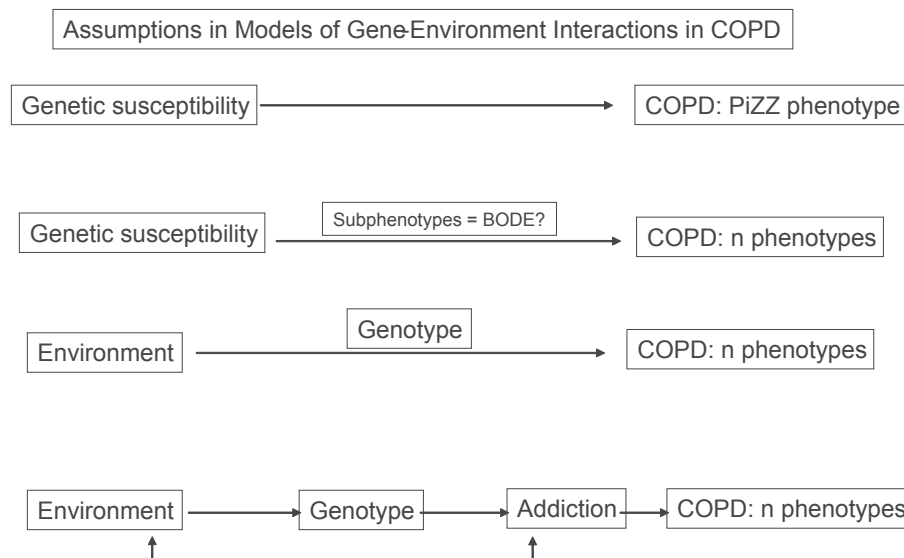 Assumptions in Models of Gene-Environment Interactions in COPD
Genetic susceptibility
COPD: PiZZ phenotype
Subphenotypes = BODE?
Genetic susceptibility
COPD: n phenotypes
Genotype
Environment
COPD: n phenotypes
Environment
Genotype
Addiction
COPD: n phenotypes